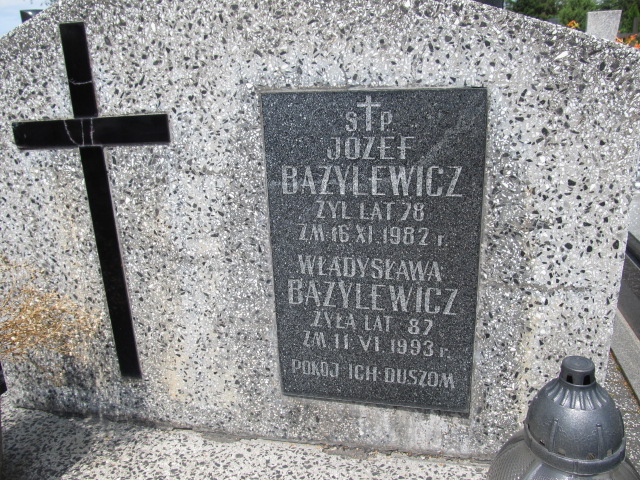 Ś P
JÓZEF
BAZYLEWICZ
ŻYŁ LAT 78
ZM. 16.XI.1982 r.
WŁADYSŁAWA
BAZYLEWICZ
ŻYŁA LAT 87
ZM. 11.VI.1993 r.
POKÓJ ICH DUSZOM